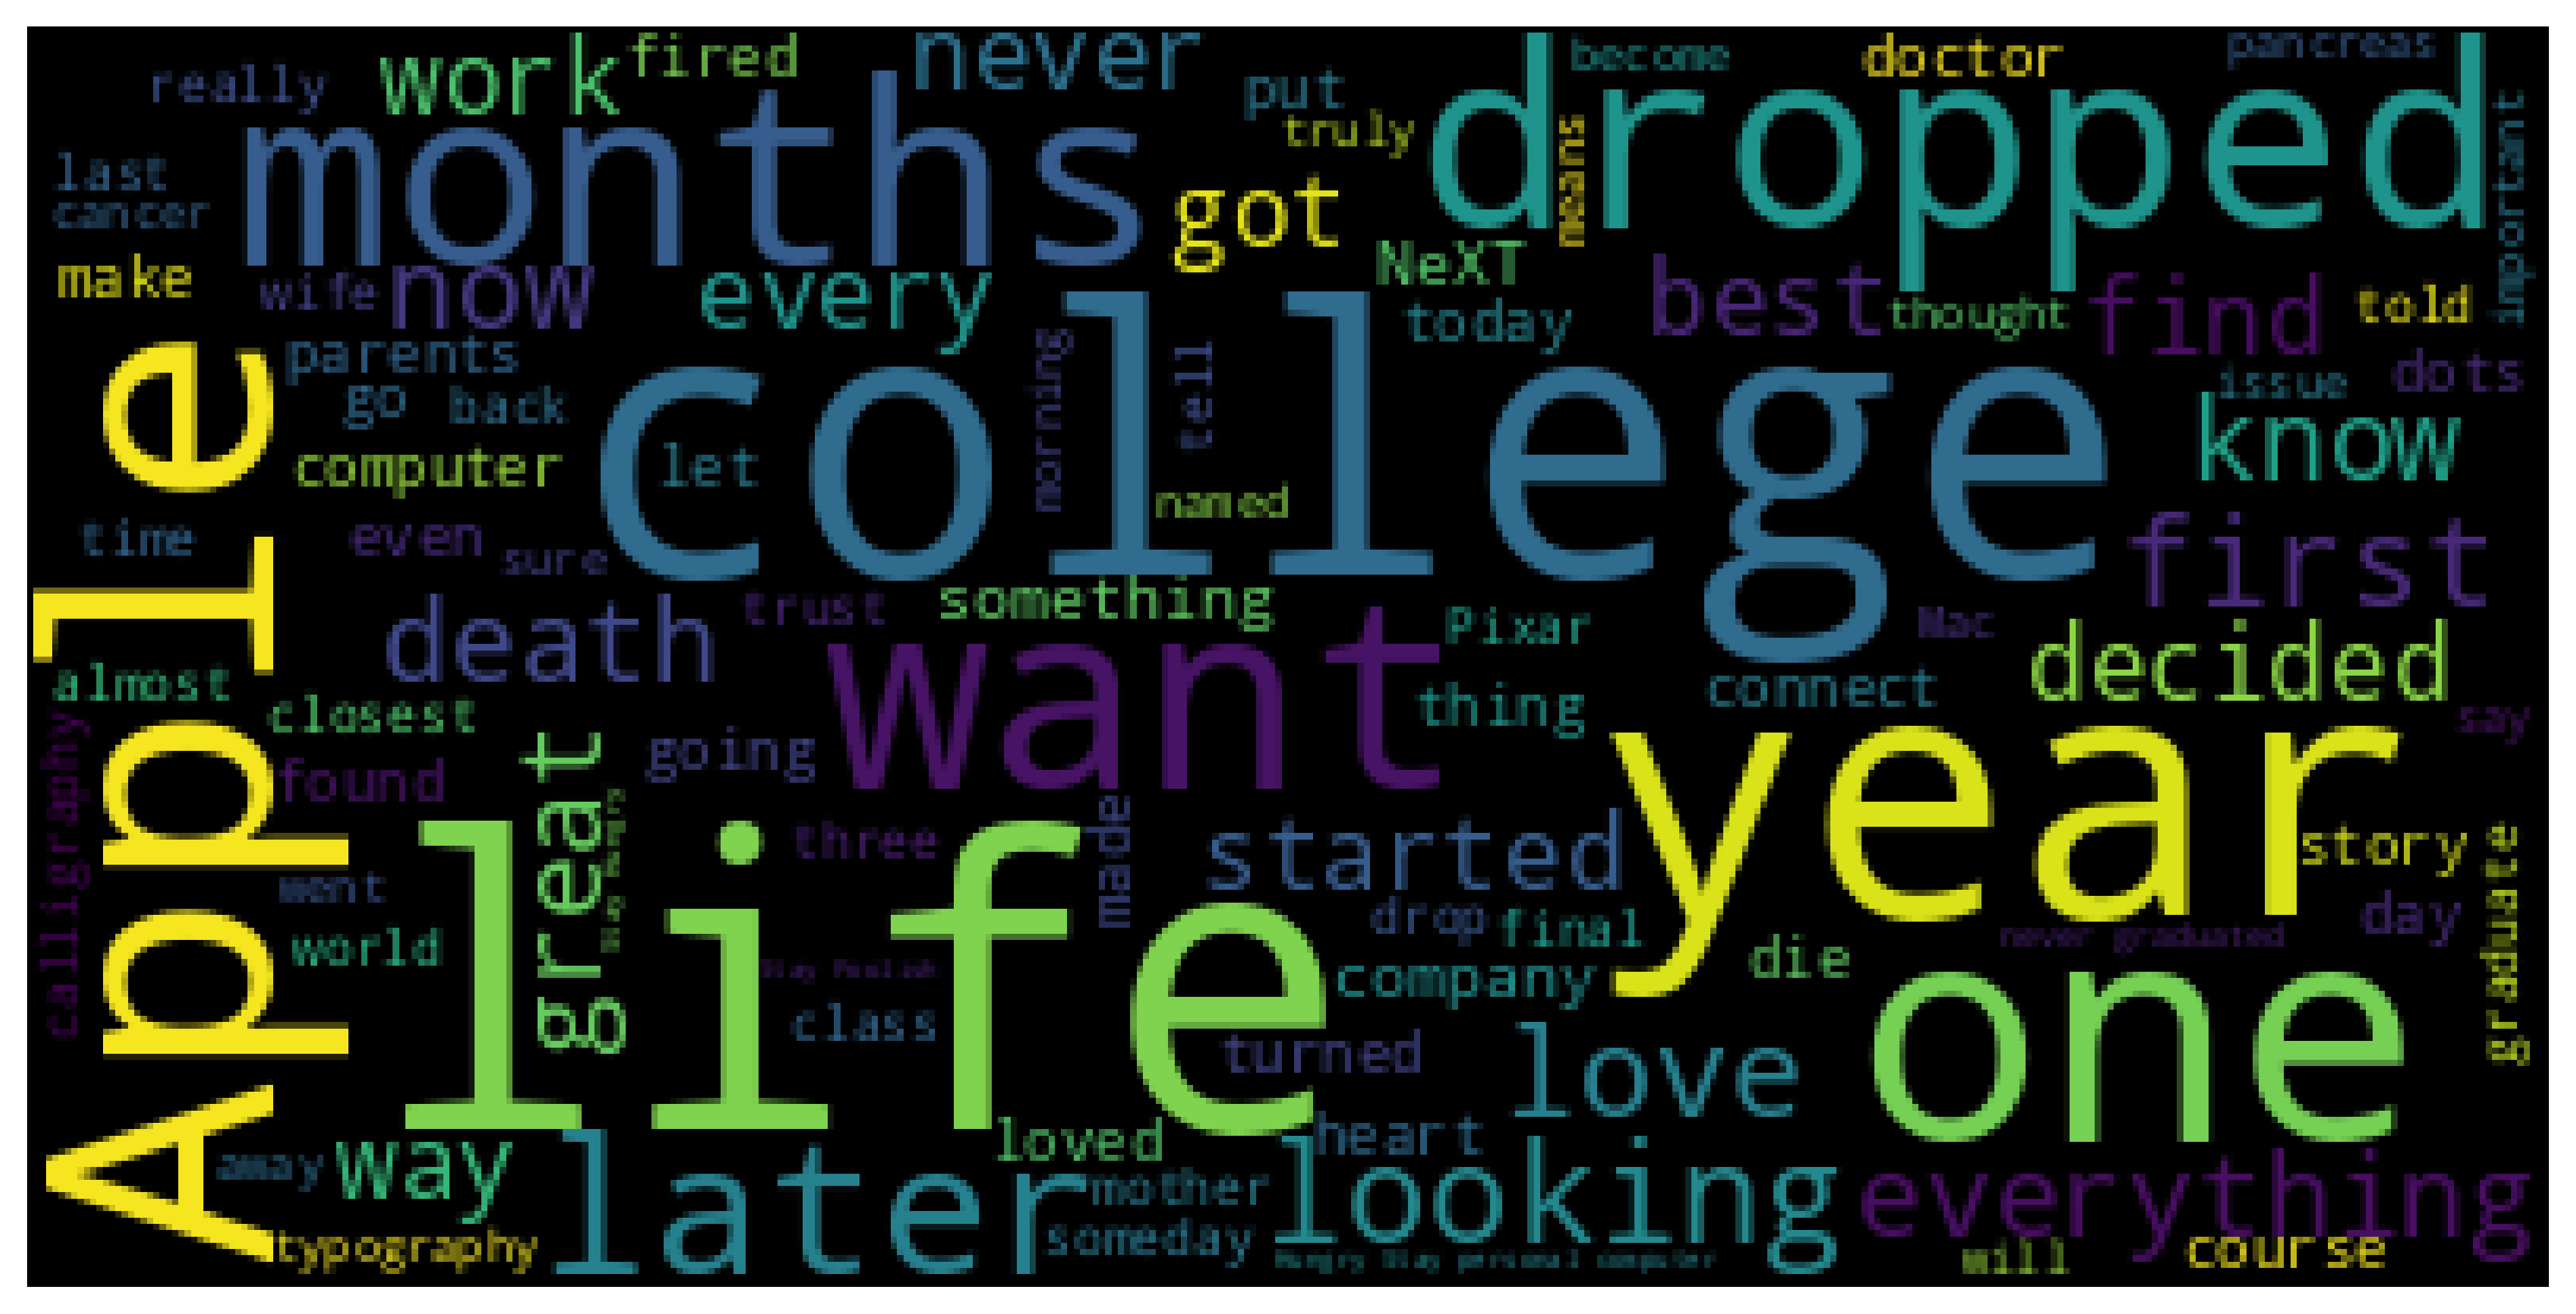 work
fired
never
put
become
doctor
pancreas
really
months
truly
means
dropped
important
last
cancer
got
make
wife
now
every
NeXT
today
best
thought
find
told
parents
go
back
morning
tell
issue
dots
computer
let
college
named
know
time
even
sure
first
Apple
death
trust
something
Pixar
Mac
decided
almost
closest
want
thing
connect
say
calligraphy
found
great
going
year
Stay Hungry
three
made
started
story
graduate
went
world
life
drop
final
day
never graduated
Stay Foolish
class
company
die
one
turned
love
away
way
later
loved
heart
mother
looking
everything
typography
someday
Hungry Stay
personal computer
will
course